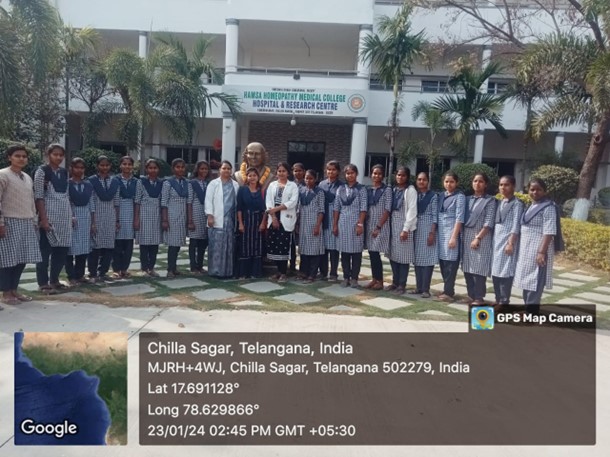 HAMSA HOMEOPATHY MEDICAL COLLEGE
HOSPITAL & RESEARCH CENTRE
GPS Map Camera
Chilla Sagar, Telangana, India
MJRH+4WJ, Chilla Sagar, Telangana 502279, India
Lat 17.691128°
Long 78.629866°
23/01/24 02:45 PM GMT +05:30
Google